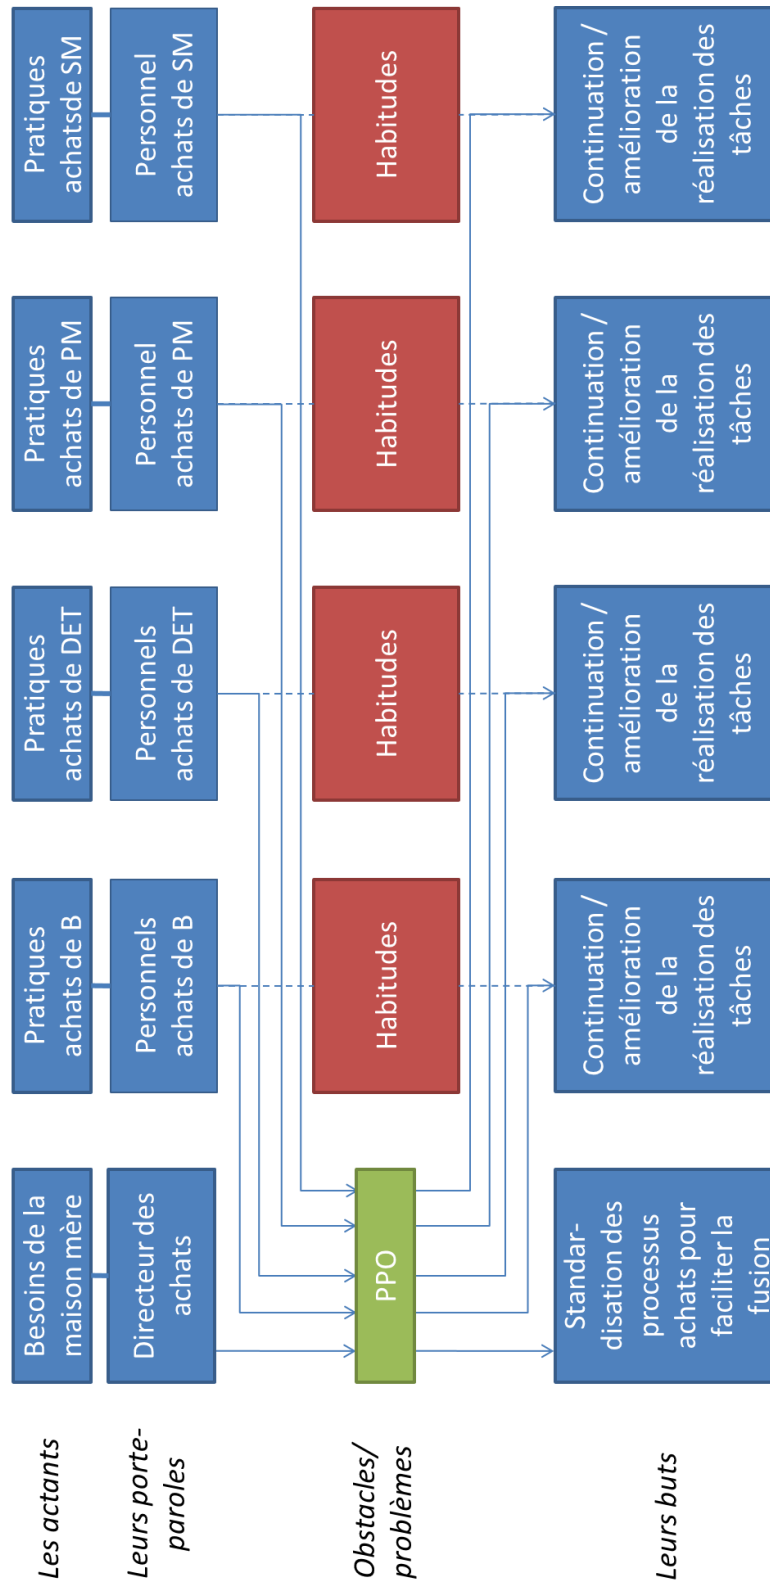 Les actants
Besoins de la
maison mère
Pratiques
achats de B
Pratiques
achats de DET
Pratiques
achats de PM
Pratiques
achatsde SM
Leurs porte-
paroles
Directeur des
achats
Personnels
achats de B
Personnels
achats de DET
Personnel
achats de PM
Personnel
achats de SM
Obstacles/
problèmes
PPO
Habitudes
Habitudes
Habitudes
Habitudes
Leurs buts
Standar-
disation des
processus
achats pour
faciliter la
fusion
Continuation /
amélioration
de la
réalisation des
tâches
Continuation /
amélioration
de la
réalisation des
tâches
Continuation /
amélioration
de la
réalisation des
tâches
Continuation /
amélioration
de la
réalisation des
tâches